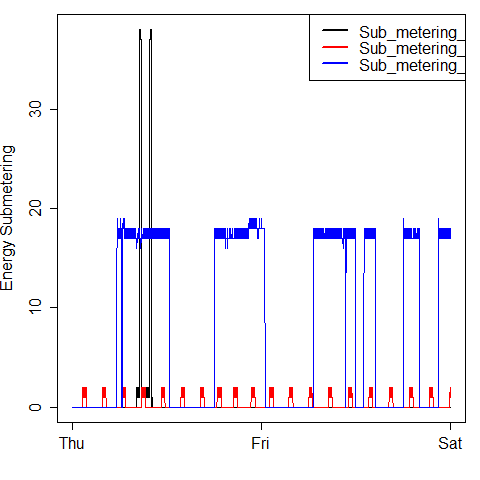 Sub_metering_
Sub_metering_
Sub_metering_
Energy Submetering
30
20
10
0
Thu
Fri
Sat